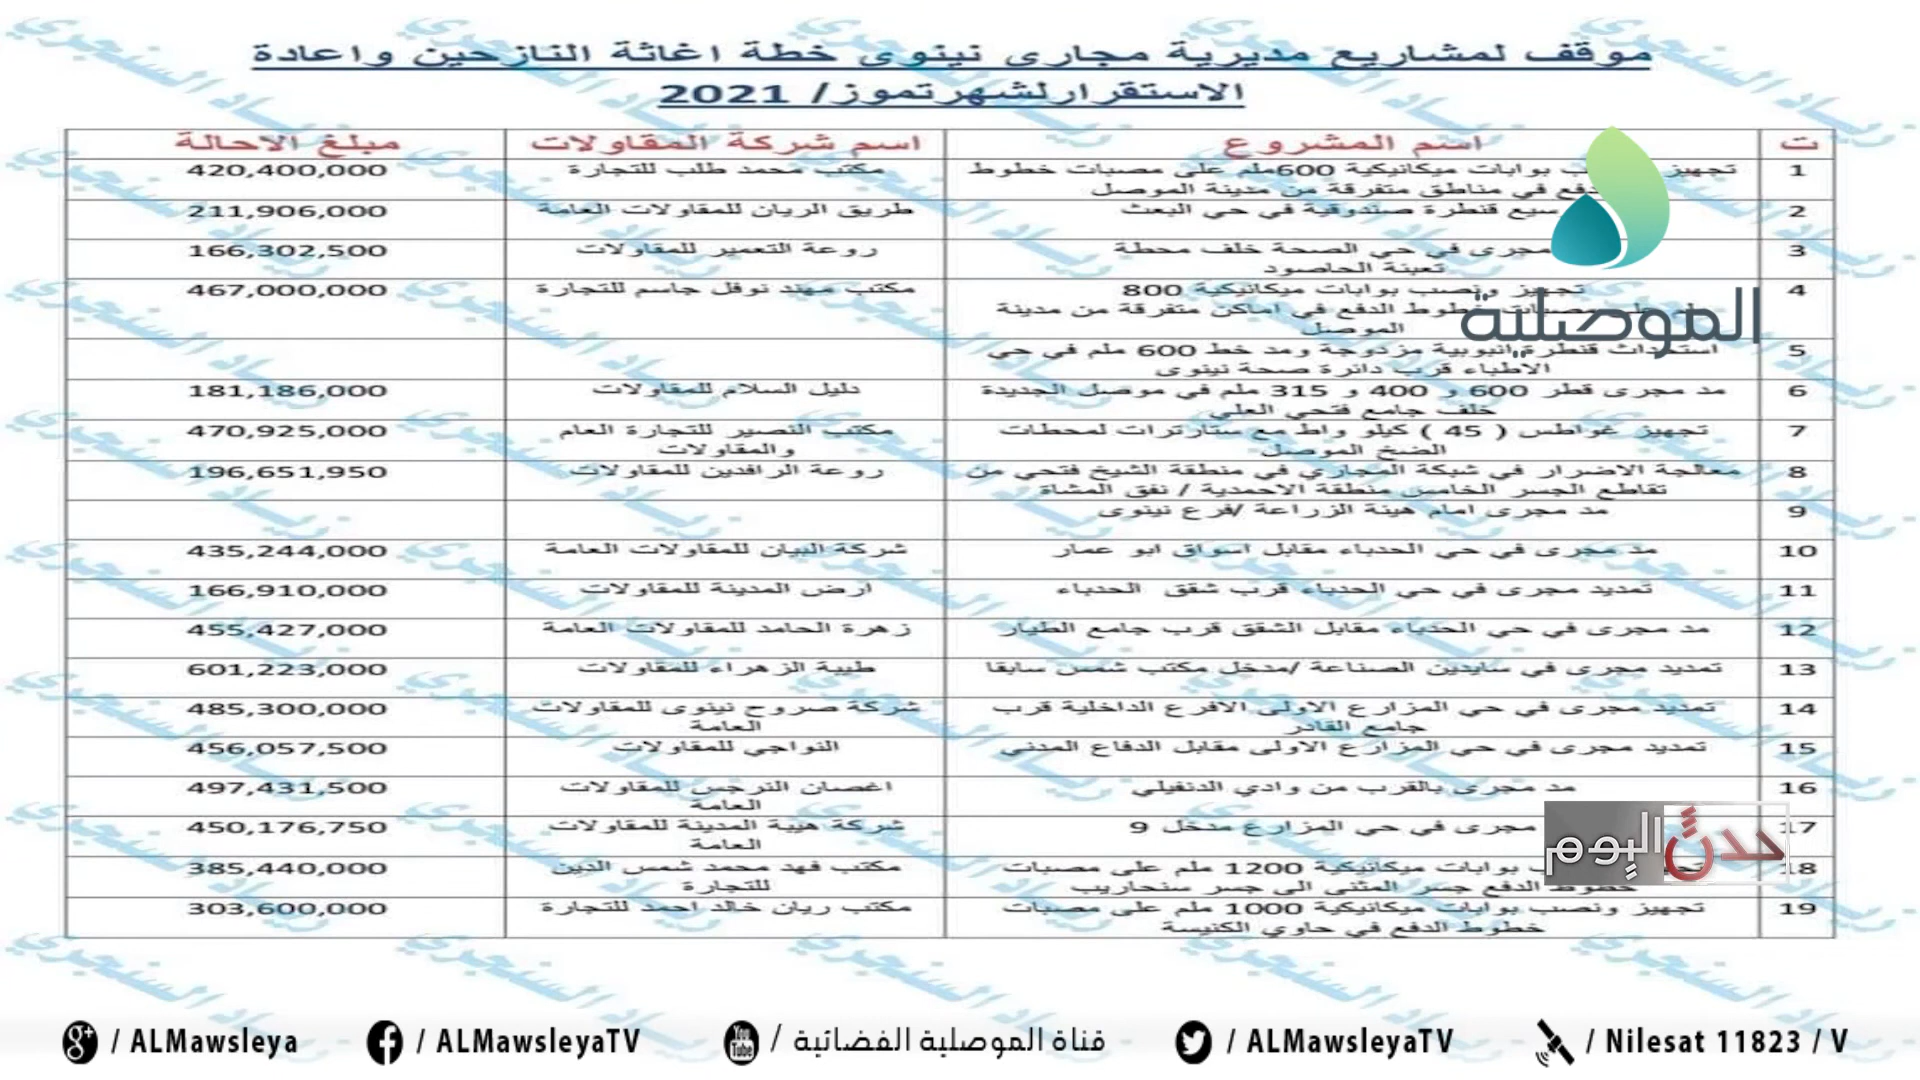 موقف لمشاريع مديرية مجارى نينوى خطة اغاثة النازحين واعادة
الاستقرار لشهر تموز/ 2021
ت اسم المشروع اسم شركة المقاولات مبلغ الاحالة
1 تجهيز بوابات ميكانيكية 600ملم على مصبات خطوط مكتب محمد طلب للتجارة 420,400,000
في مناطق متفرقة من مدينة الموصل
2 قنطرة صندوقية في حي البعث طريق الريان للمقاولات العامة 211,906,000
3 مجرى في حي الصحة خلف محطة روعة التعمير للمقاولات 166,302,500
تعبئة الحاصود
4 تجهيز ونصب بوابات ميكانيكية 800 مكتب مهند نوفل جاسم للتجارة 467,000,000
خطوط الدفع في اماكن متفرقة من مدينة
الموصل
الموصلية
5 استحداث قنطرة انبوبية مزدوجة ومد خط 600 ملم في حي
الاطباء قرب دائرة صحة نينوى
6 مد مجرى قطر 600 و 400 و 315 ملم في موصل الجديدة دليل السلام للمقاولات 181,186,000
خلف جامع فتحي العلي
7 تجهيز غواطس ( 45 ) كيلو واط مع ستارترات لمحطات مكتب النصير للتجارة العام 470,925,000
الضخ الموصل والمقاولات
8 معالجة الاضرار في شبكة المجاري في منطقة الشيخ فتحي من روعة الرافدين للمقاولات 196,651,950
تقاطع الجسر الخامس منطقة الاحمدية / نفق المشاة
9 مد مجرى امام هيئة الزراعة /فرع نينوى
10 مد مجرى في حي الحدباء مقابل اسواق ابو عمار شركة البيان للمقاولات العامة 435,244,000
11 تمديد مجرى في حي الحدباء قرب شقق الحدباء ارض المدينة للمقاولات 166,910,000
12 مد مجرى في حي الحدباء مقابل الشقق قرب جامع الطيار زهرة الحامد للمقاولات العامة 455,427,000
13 تمديد مجرى في سايدين الصناعة /مدخل مكتب شمس سابقا طيبة الزهراء للمقاولات 601,223,000
14 تمديد مجرى في حي المزارع الاولى الافرع الداخلية قرب شركة صروح نينوى للمقاولات 485,300,000
جامع القادر العامة
15 تمديد مجرى في حي المزارع الاولى مقابل الدفاع المدني النواجي للمقاولات 456,057,500
16 مد مجرى بالقرب من وادي الدنفيلي اغصان النرجس للمقاولات 497,431,500
العامة
17 مجرى في حي المزارع مدخل 9 شركة هيبة المدينة للمقاولات 450,176,750
العامة
حدث اليوم
18 بوابات ميكانيكية 1200 ملم على مصبات مكتب فهد محمد شمس الدين 385,440,000
خطوط الدفع جسر المثنى الى جسر سنحاريب للتجارة
19 تجهيز ونصب بوابات ميكانيكية 1000 ملم على مصبات مكتب ريان خالد احمد للتجارة 303,600,000
خطوط الدفع في حاوي الكنيسة
g+ / ALMawsleya f / ALMawsleyaTV You Tube / قناة الموصلية الفضائية / ALMawsleyaTV / Nilesat 11823 / V